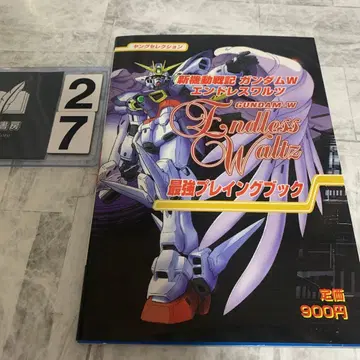 ヤングセレクション
新機動戦記 ガンダムW
エンドレスワルツ
GUNDAM-W
Endless
Waltz
最強プレイングブック
定価
900円
27
書房